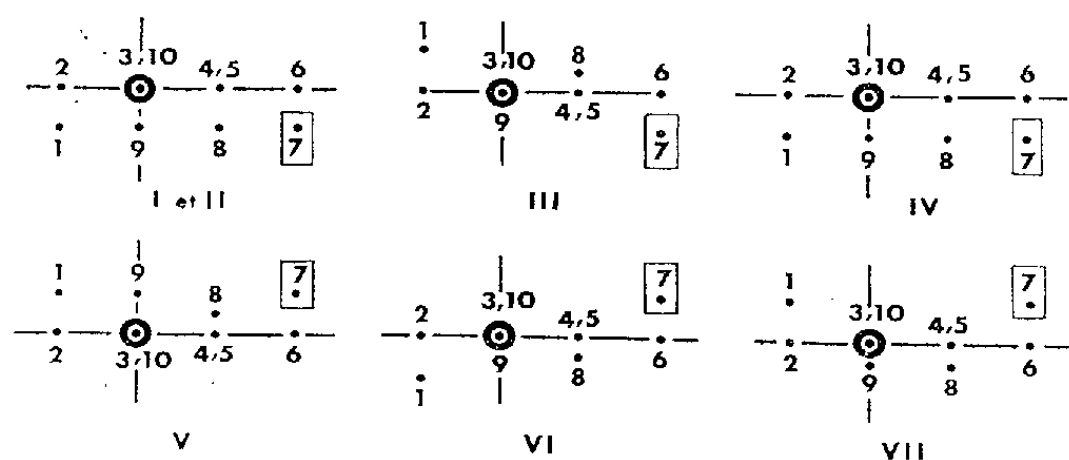 2 3,10 4,5 6
1 9 8 7
I et II
1 3,10 8 6
2 9 4,5 7
III
2 3,10 4,5 6
1 9 8 7
IV
1 9 8 7
2 3,10 4,5 6
V
2 3,10 4,5 7
1 9 8 6
VI
1 3,10 4,5 7
2 9 8 6
VII